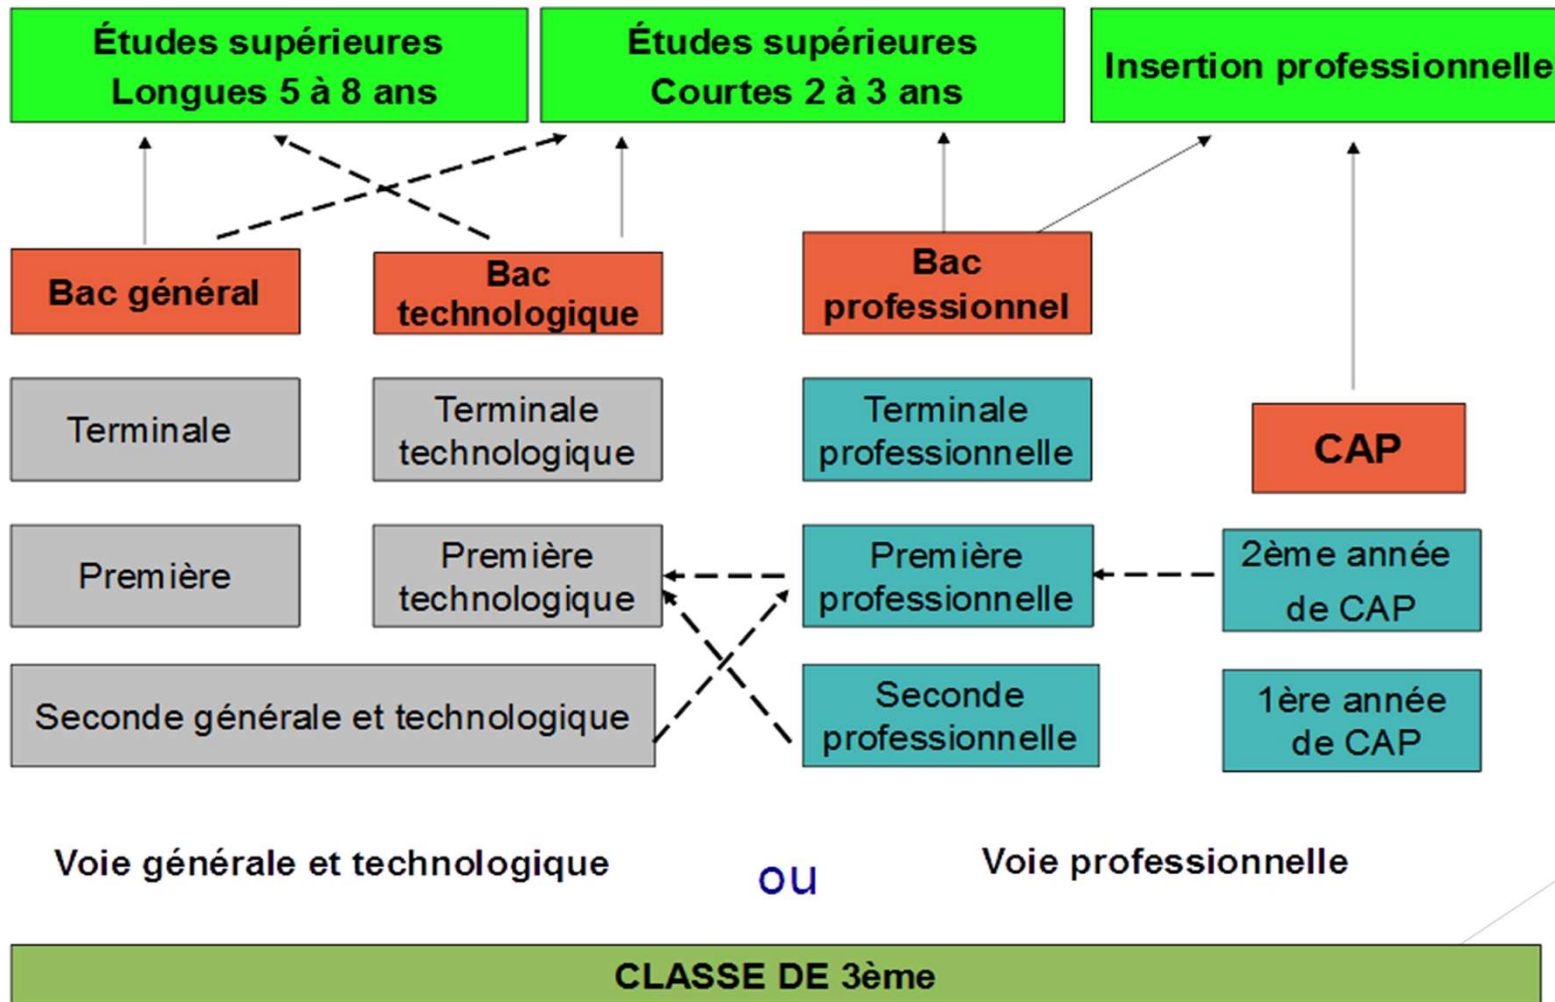 Études supérieures
Longues 5 à 8 ans
Études supérieures
Courtes 2 à 3 ans
Insertion professionnelle
Bac général
Bac
technologique
Bac
professionnel
Terminale
Terminale
technologique
Terminale
professionnelle
CAP
Première
Première
technologique
Première
professionnelle
2ème année
de CAP
Seconde générale et technologique
Seconde
professionnelle
1ère année
de CAP
Voie générale et technologique
ou
Voie professionnelle
CLASSE DE 3ème